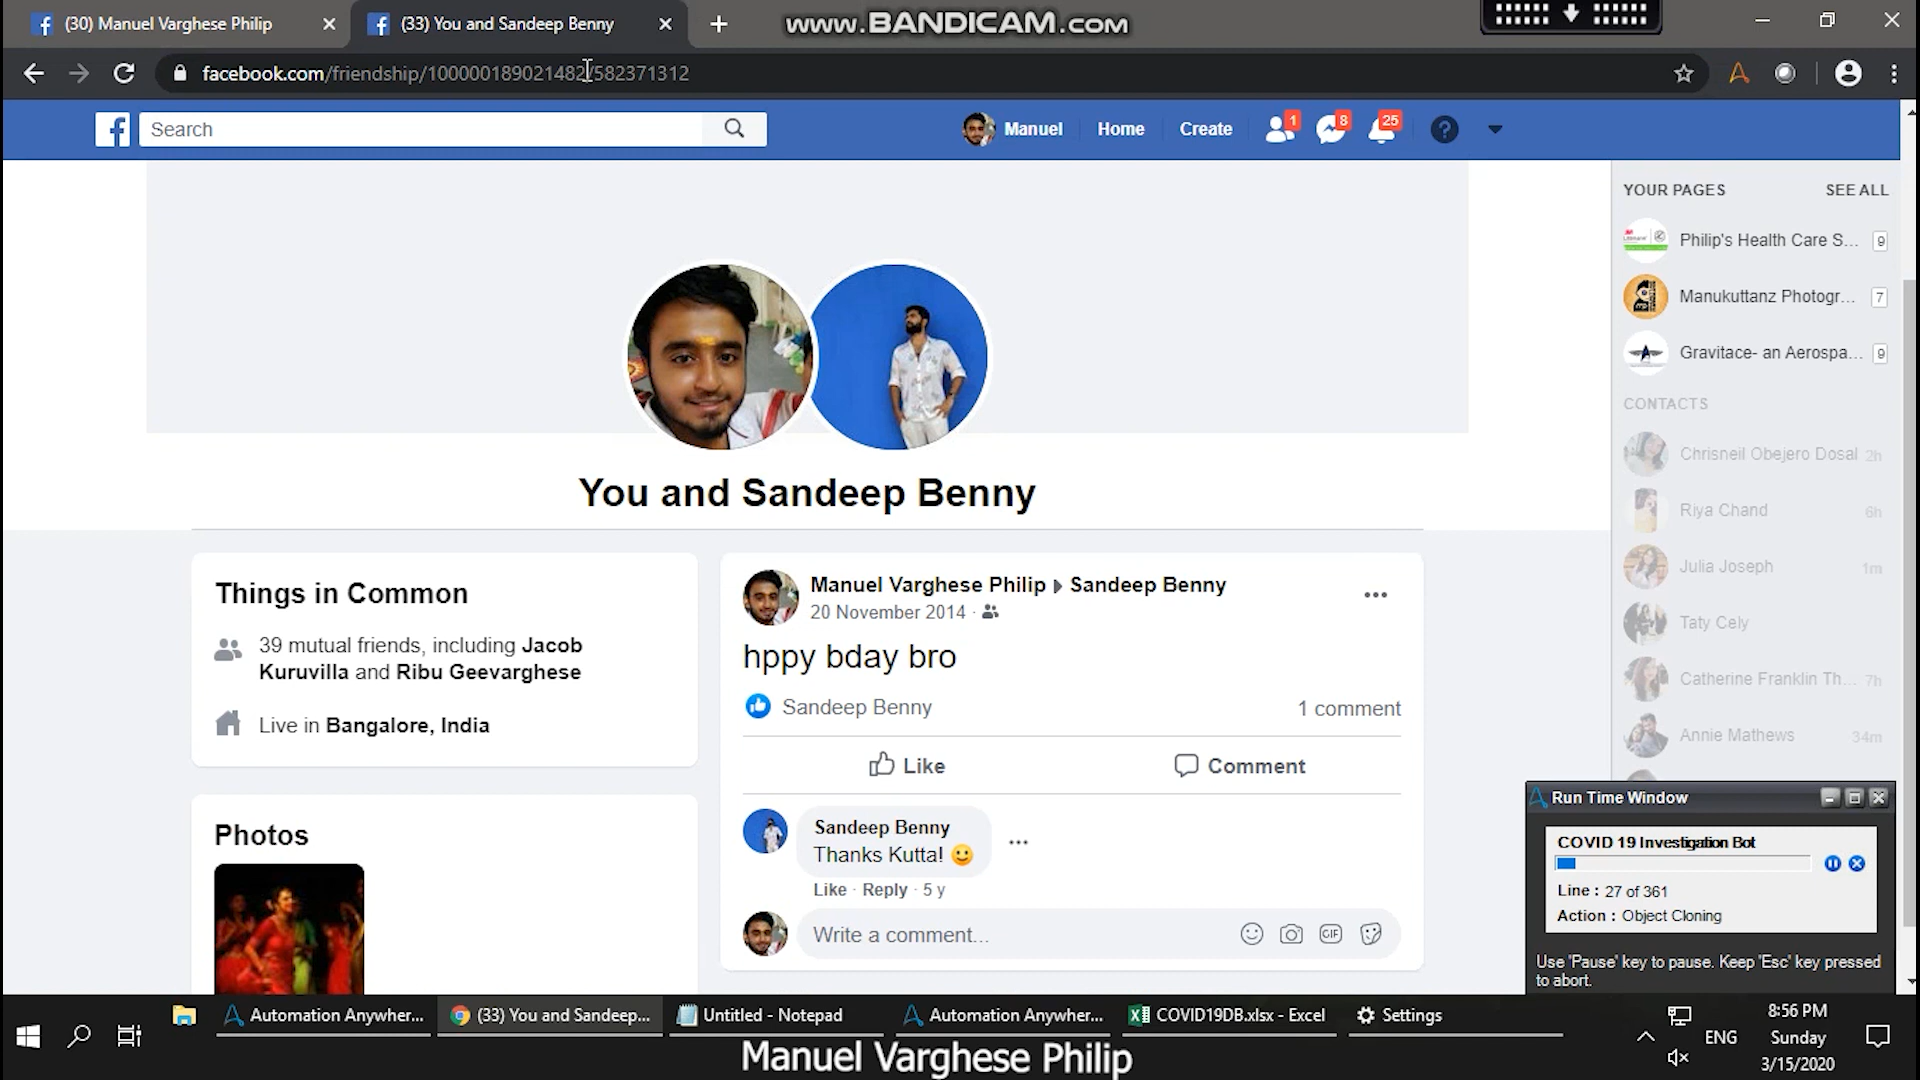 (30) Manuel Varghese Philip
(33) You and Sandeep Benny
www.BANDICAM.com
facebook.com/friendship/100000189021482/582371312
Search
Manuel
Home
Create
1
8
25
YOUR PAGES
SEE ALL
Philip's Health Care S...
9
Manukuttanz Photogr...
7
Gravitace- an Aerospa...
9
CONTACTS
Chrisneil Obejero Dosal 2h
Riya Chand 6h
Julia Joseph 1m
Taty Cely
Catherine Franklin Th... 7h
Annie Mathews 34m
You and Sandeep Benny
Things in Common
39 mutual friends, including Jacob
Kuruvilla and Ribu Geevarghese
Live in Bangalore, India
Photos
Manuel Varghese Philip Sandeep Benny
20 November 2014 ·
hppy bday bro
Sandeep Benny
1 comment
Like
Comment
Sandeep Benny
Thanks Kutta! 🙂
Like · Reply · 5 y
Write a comment...
GIF
Run Time Window
COVID 19 Investigation Bot
Line : 27 of 361
Action : Object Cloning
Use 'Pause' key to pause. Keep 'Esc' key pressed
to abort.
Automation Anywher...
(33) You and Sandeep...
Untitled - Notepad
Automation Anywher...
COVID19DB.xlsx - Excel
Settings
ENG
8:56 PM
Sunday
3/15/2020
Manuel Varghese Philip